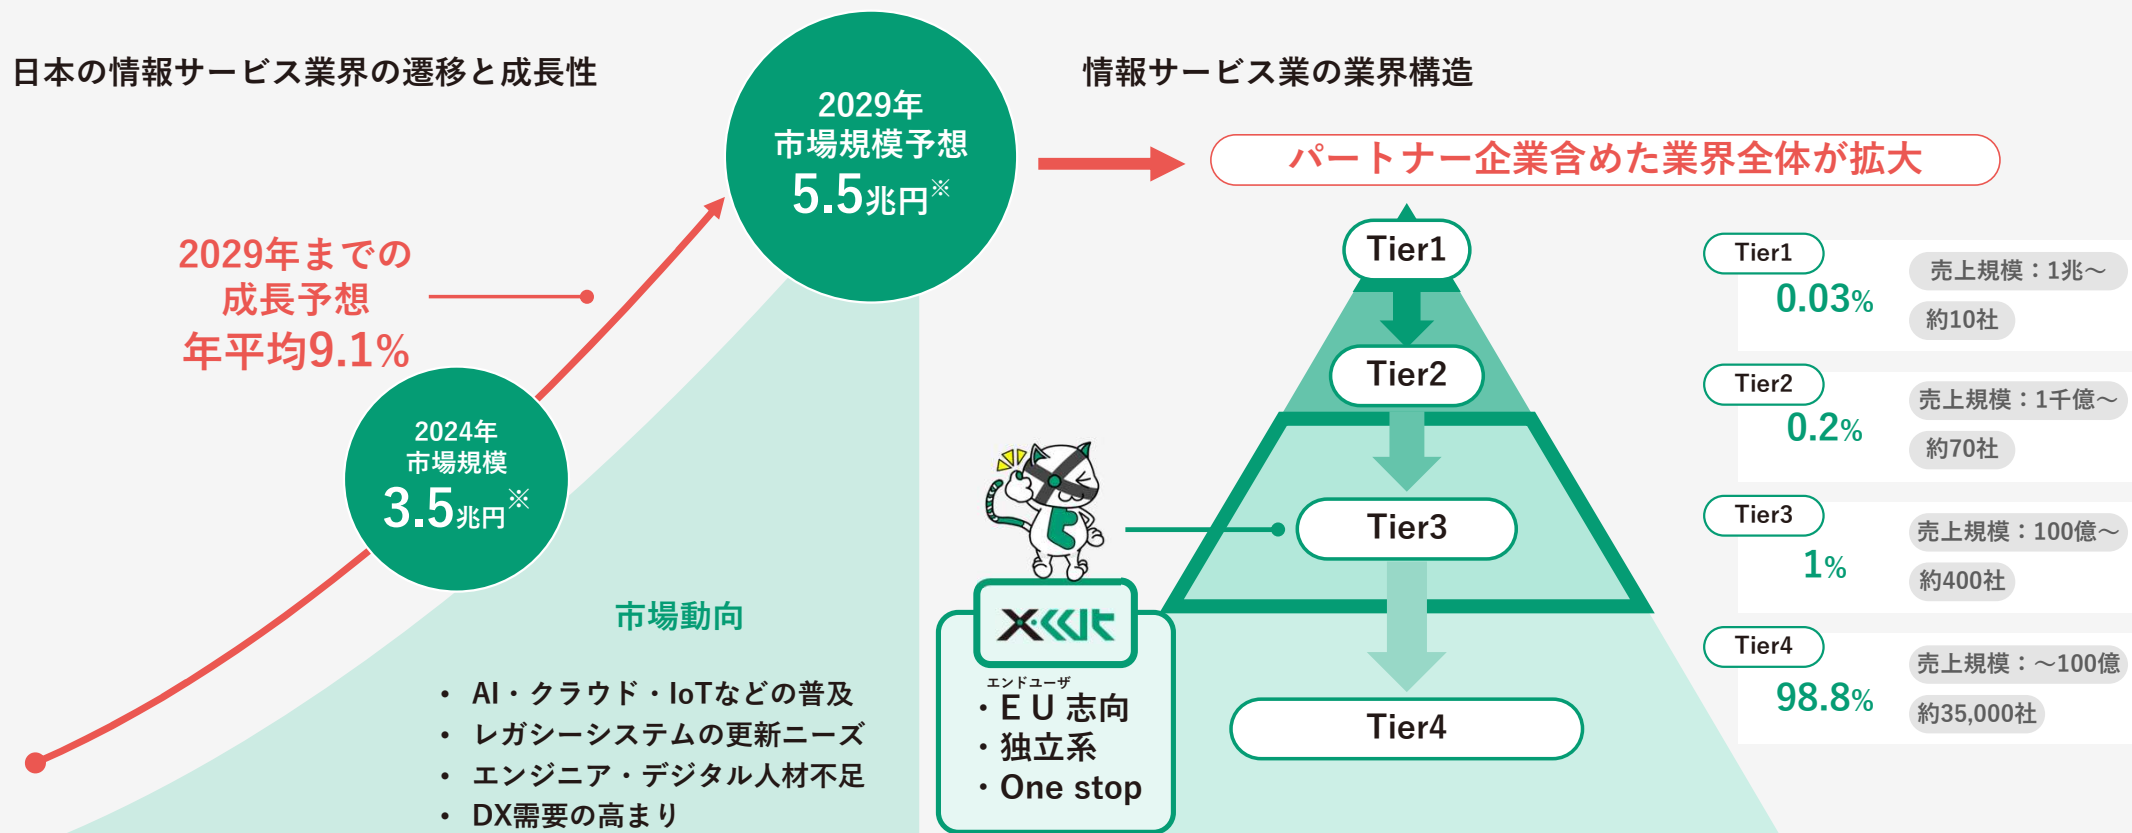 日本の情報サービス業界の遷移と成長性
2029年
市場規模予想
5.5兆円※
2029年までの
成長予想
年平均9.1%
2024年
市場規模
3.5兆円※
市場動向
・ AI・クラウド・IoTなどの普及
・ レガシーシステムの更新ニーズ
・ エンジニア・デジタル人材不足
・ DX需要の高まり
情報サービス業の業界構造
パートナー企業含めた業界全体が拡大
Tier1
Tier2
Tier3
Tier4
エンドユーザ
・EU志向
・独立系
・One stop
Tier1
0.03%
売上規模：1兆～
約10社
Tier2
0.2%
売上規模：1千億～
約70社
Tier3
1%
売上規模：100億～
約400社
Tier4
98.8%
売上規模：～100億
約35,000社